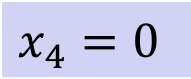 x₄ = 0